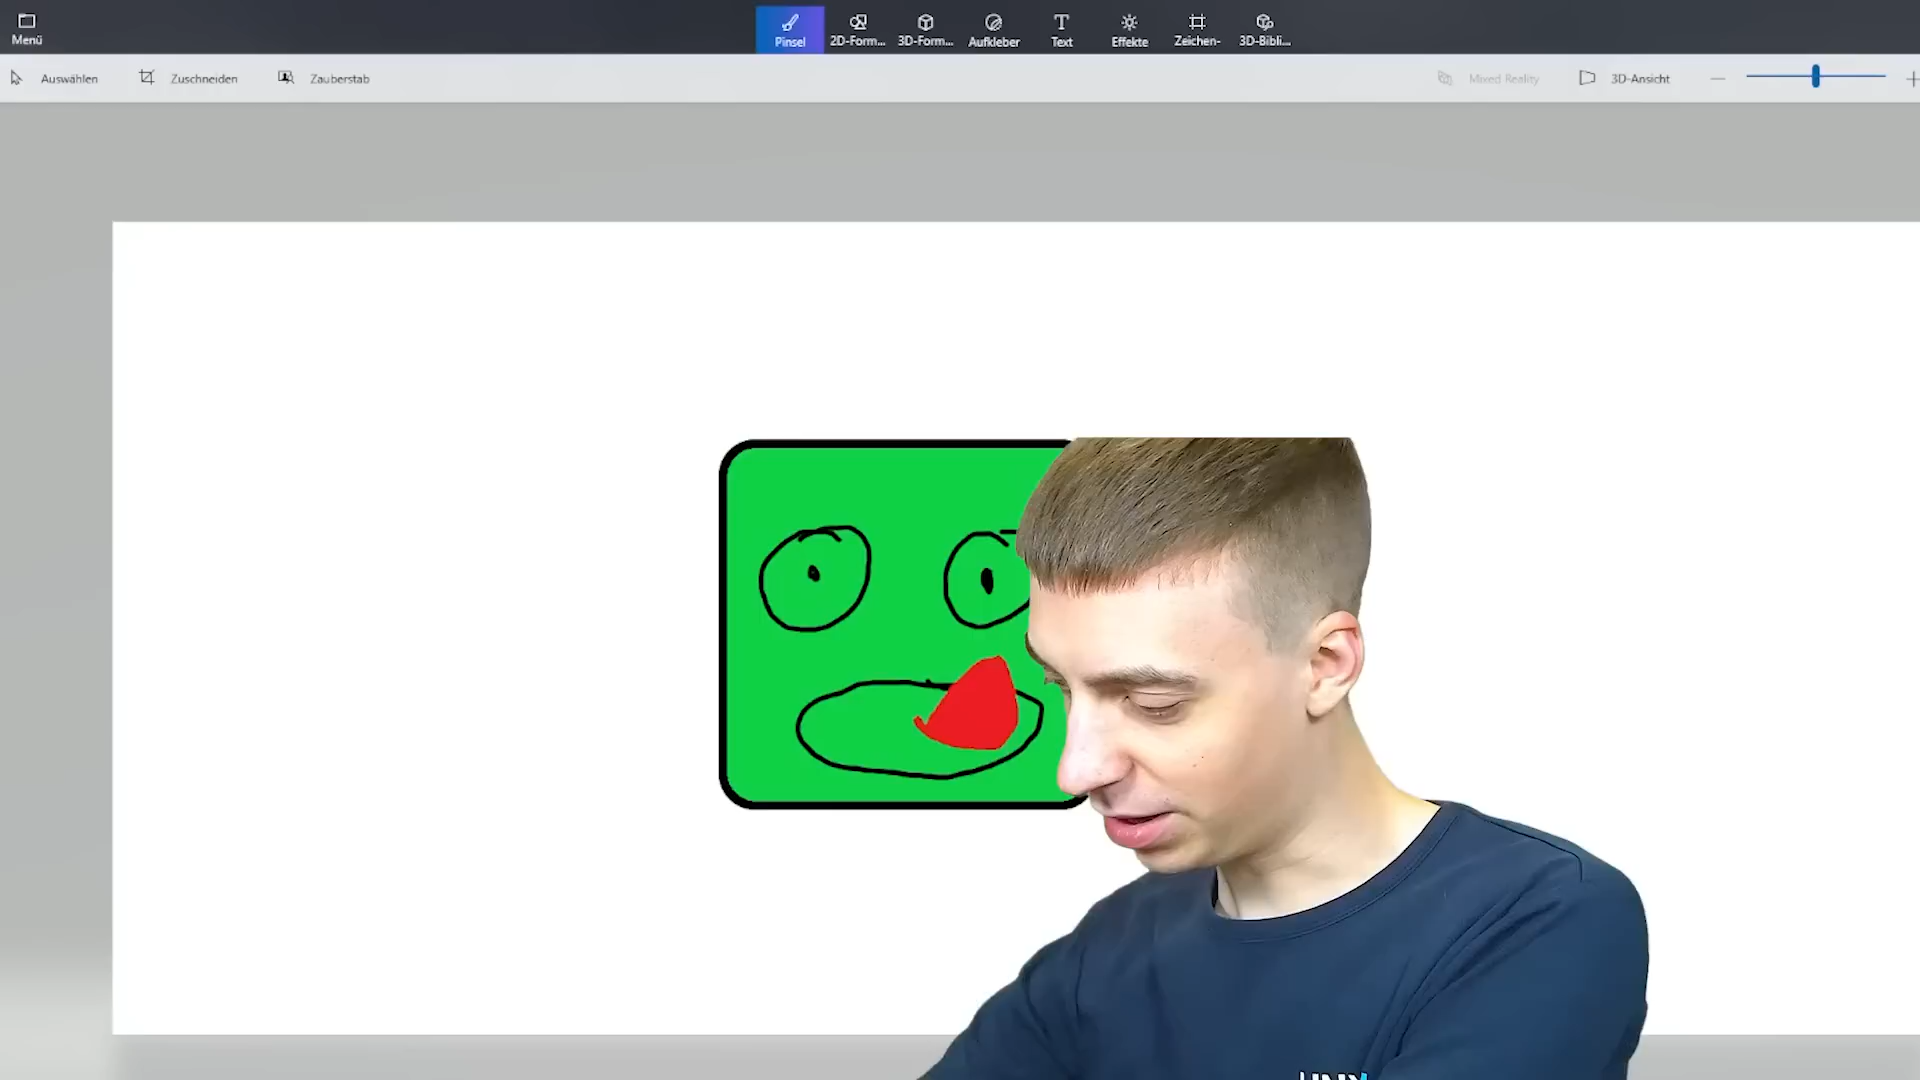 Menü
Pinsel
2D-Form...
3D-Form...
Aufkleber
Text
Effekte
Zeichen-
3D-Bibli...
Auswählen
Zuschneiden
Zauberstab
Mixed Reality
3D-Ansicht